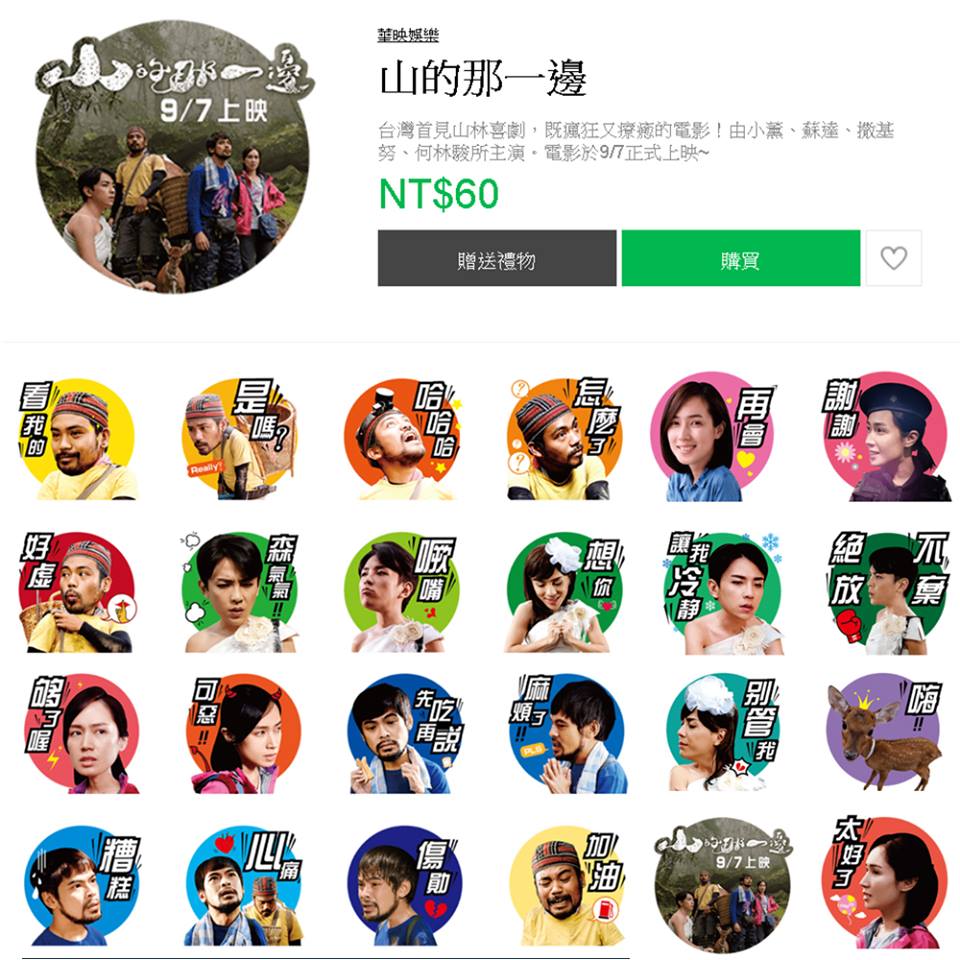 山的那一邊
9/7上映
華映娛樂
山的那一邊
台灣首見山林喜劇，既瘋狂又療癒的電影！由小薰、蘇達、撒基
努、何林駿所主演。電影於9/7正式上映~
NT$60
贈送禮物
購買
看我的
是嗎?
Really?
哈哈哈
怎麼了
再會
謝謝
好虛
森氣氣!!
噘嘴
想你
讓我冷靜
絕不放棄
夠了喔
可惡!!
先吃再說
麻煩了
PLS
別管我
嗨!!
糟糕
心痛
傷勛
加油
山的那一邊
9/7上映
太好了